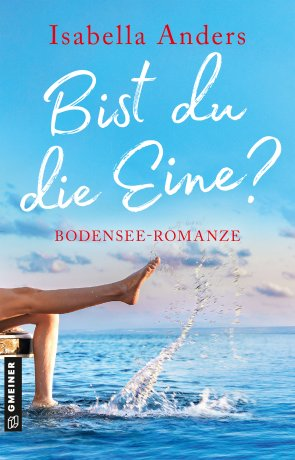 Isabella Anders
Bist du
die Eine?
BODENSEE-ROMANZE
GMEINER